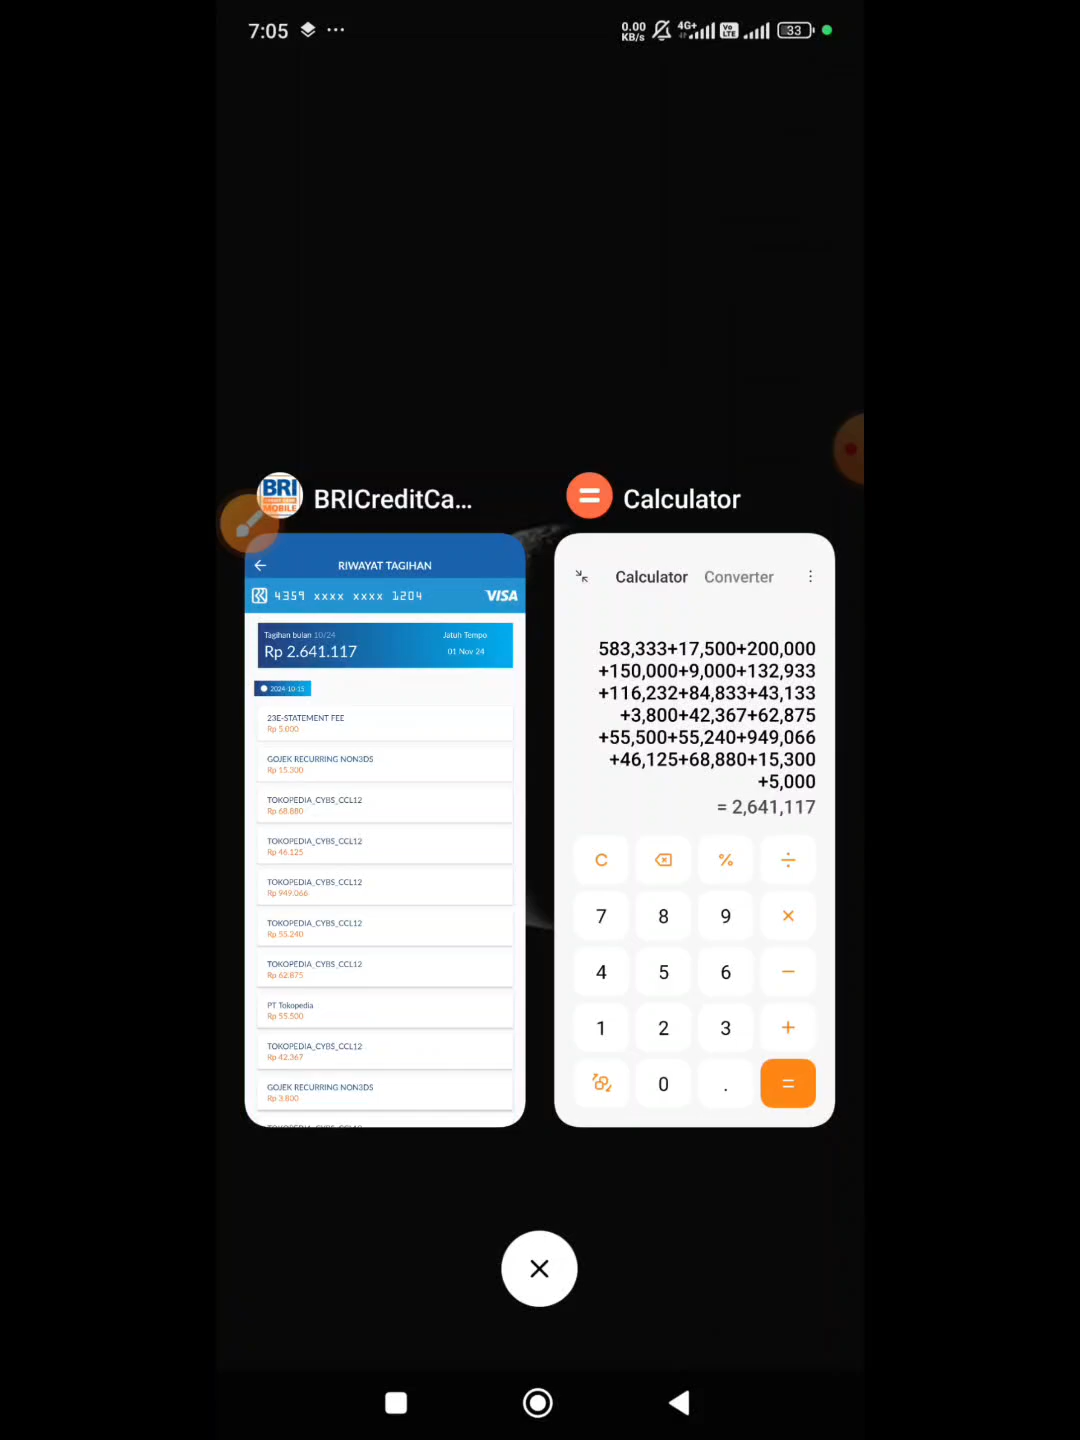 7:05
0.00
KB/s
4G+
Vo
LTE
33
BRI
MOBILE
BRICreditCa...
Calculator
RIWAYAT TAGIHAN
4359 xxxx xxxx 1204
VISA
Tagihan bulan 10/24
Jatuh Tempo
Rp 2.641.117
01 Nov 24
2024-10-15
23E-STATEMENT FEE
Rp 5.000
GOJEK RECURRING NON3DS
Rp 15.300
TOKOPEDIA_CYBS_CCL12
Rp 68.880
TOKOPEDIA_CYBS_CCL12
Rp 46.125
TOKOPEDIA_CYBS_CCL12
Rp 949.066
TOKOPEDIA_CYBS_CCL12
Rp 55.240
TOKOPEDIA_CYBS_CCL12
Rp 62.875
PT Tokopedia
Rp 55.500
TOKOPEDIA_CYBS_CCL12
Rp 42.367
GOJEK RECURRING NON3DS
Rp 3.800
Calculator Converter
583,333+17,500+200,000
+150,000+9,000+132,933
+116,232+84,833+43,133
+3,800+42,367+62,875
+55,500+55,240+949,066
+46,125+68,880+15,300
+5,000
= 2,641,117
C % ÷
7 8 9 ×
4 5 6 −
1 2 3 +
0 . =